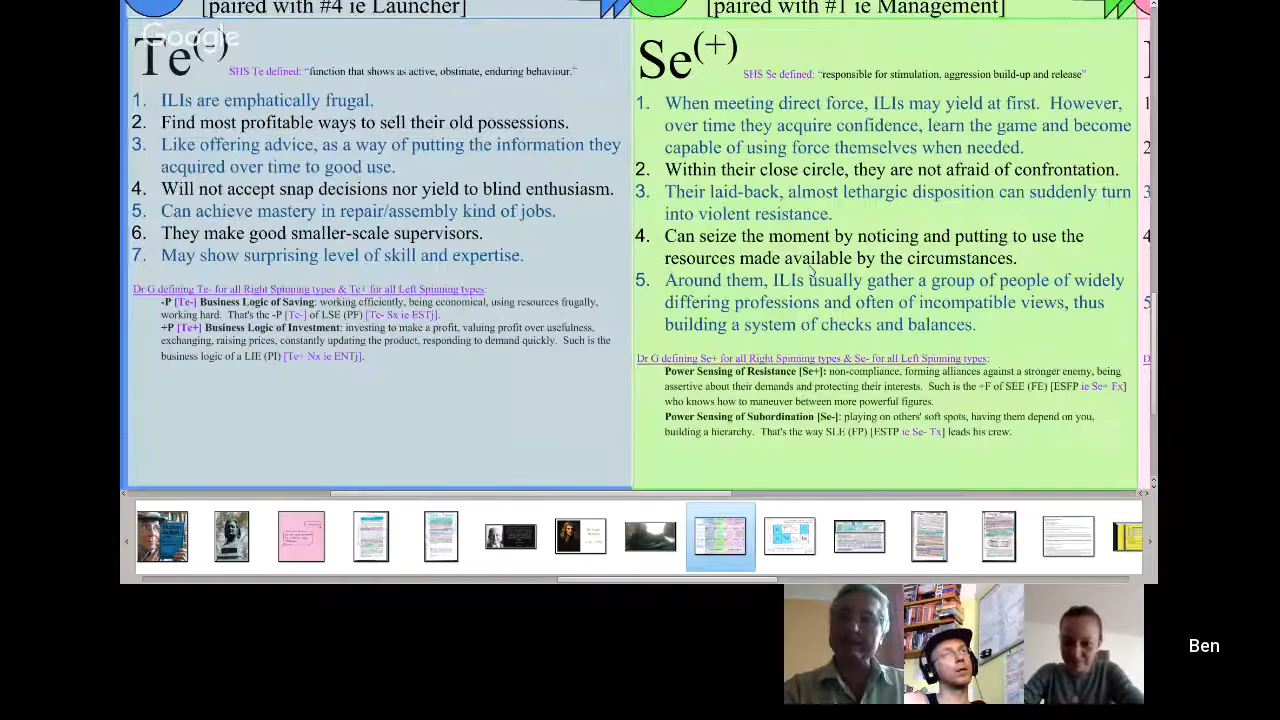 [paired with #4 ie Launcher]
Google
Te(-)
SHS Te defined: “function that shows as active, obstinate, enduring behaviour.”
1. ILIs are emphatically frugal.
2. Find most profitable ways to sell their old possessions.
3. Like offering advice, as a way of putting the information they
acquired over time to good use.
4. Will not accept snap decisions nor yield to blind enthusiasm.
5. Can achieve mastery in repair/assembly kind of jobs.
6. They make good smaller-scale supervisors.
7. May show surprising level of skill and expertise.
Dr G defining Te- for all Right Spinning types & Te+ for all Left Spinning types:
-P [Te-] Business Logic of Saving: working efficiently, being economical, using resources frugally,
working hard. That's the -P [Te-] of LSE (PF) [Te- Sx ie ESTj].
+P [Te+] Business Logic of Investment: investing to make a profit, valuing profit over usefulness,
exchanging, raising prices, constantly updating the product, responding to demand quickly. Such is the
business logic of a LIE (PI) [Te+ Nx ie ENTj].
[paired with #1 ie Management]
Se(+)
SHS Se defined: “responsible for stimulation, aggression build-up and release”
1. When meeting direct force, ILIs may yield at first. However,
over time they acquire confidence, learn the game and become
capable of using force themselves when needed.
2. Within their close circle, they are not afraid of confrontation.
3. Their laid-back, almost lethargic disposition can suddenly turn
into violent resistance.
4. Can seize the moment by noticing and putting to use the
resources made available by the circumstances.
5. Around them, ILIs usually gather a group of people of widely
differing professions and often of incompatible views, thus
building a system of checks and balances.
Dr G defining Se+ for all Right Spinning types & Se- for all Left Spinning types:
Power Sensing of Resistance [Se+]: non-compliance, forming alliances against a stronger enemy, being
assertive about their demands and protecting their interests. Such is the +F of SEE (FE) [ESFP ie Se+ Fx]
who knows how to maneuver between more powerful figures.
Power Sensing of Subordination [Se-]: playing on others' soft spots, having them depend on you,
building a hierarchy. That's the way SLE (FP) [ESTP ie Se- Tx] leads his crew.
1
2
3
4
5
D
Ben